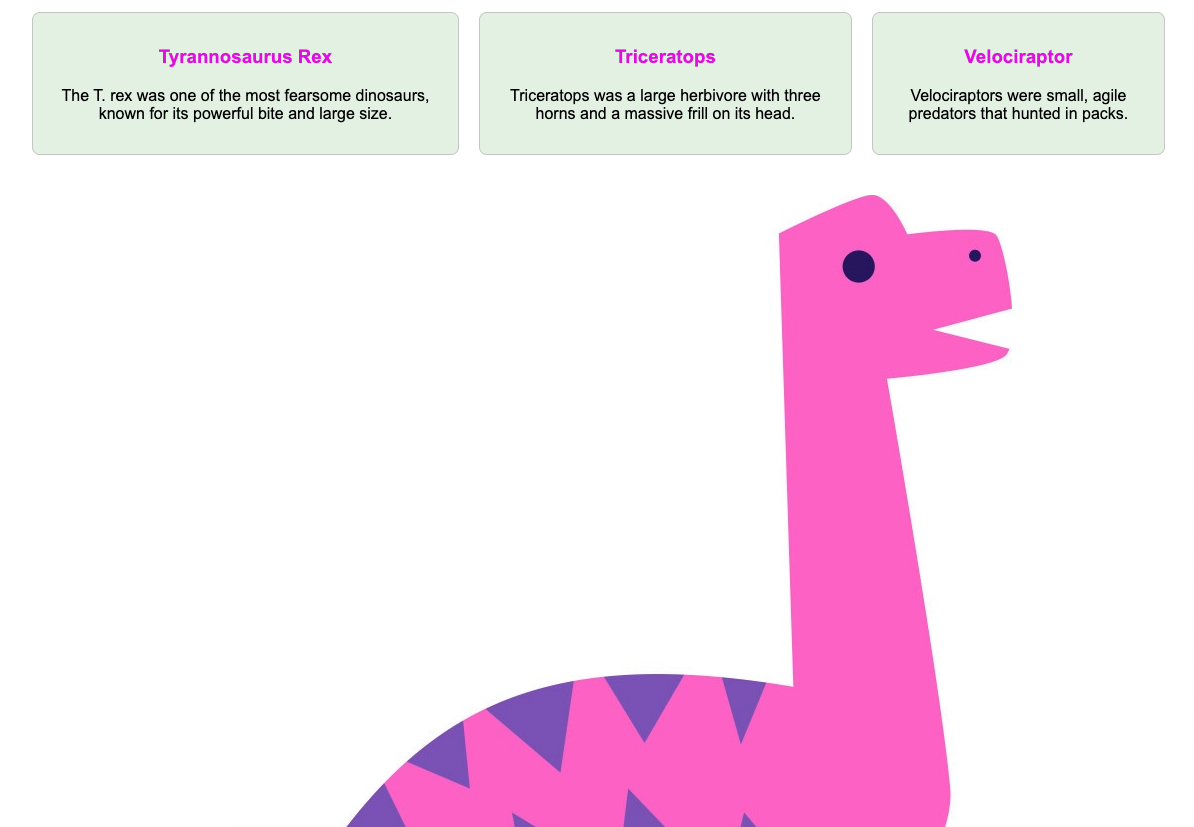 Tyrannosaurus Rex
The T. rex was one of the most fearsome dinosaurs,
known for its powerful bite and large size.
Triceratops
Triceratops was a large herbivore with three
horns and a massive frill on its head.
Velociraptor
Velociraptors were small, agile
predators that hunted in packs.